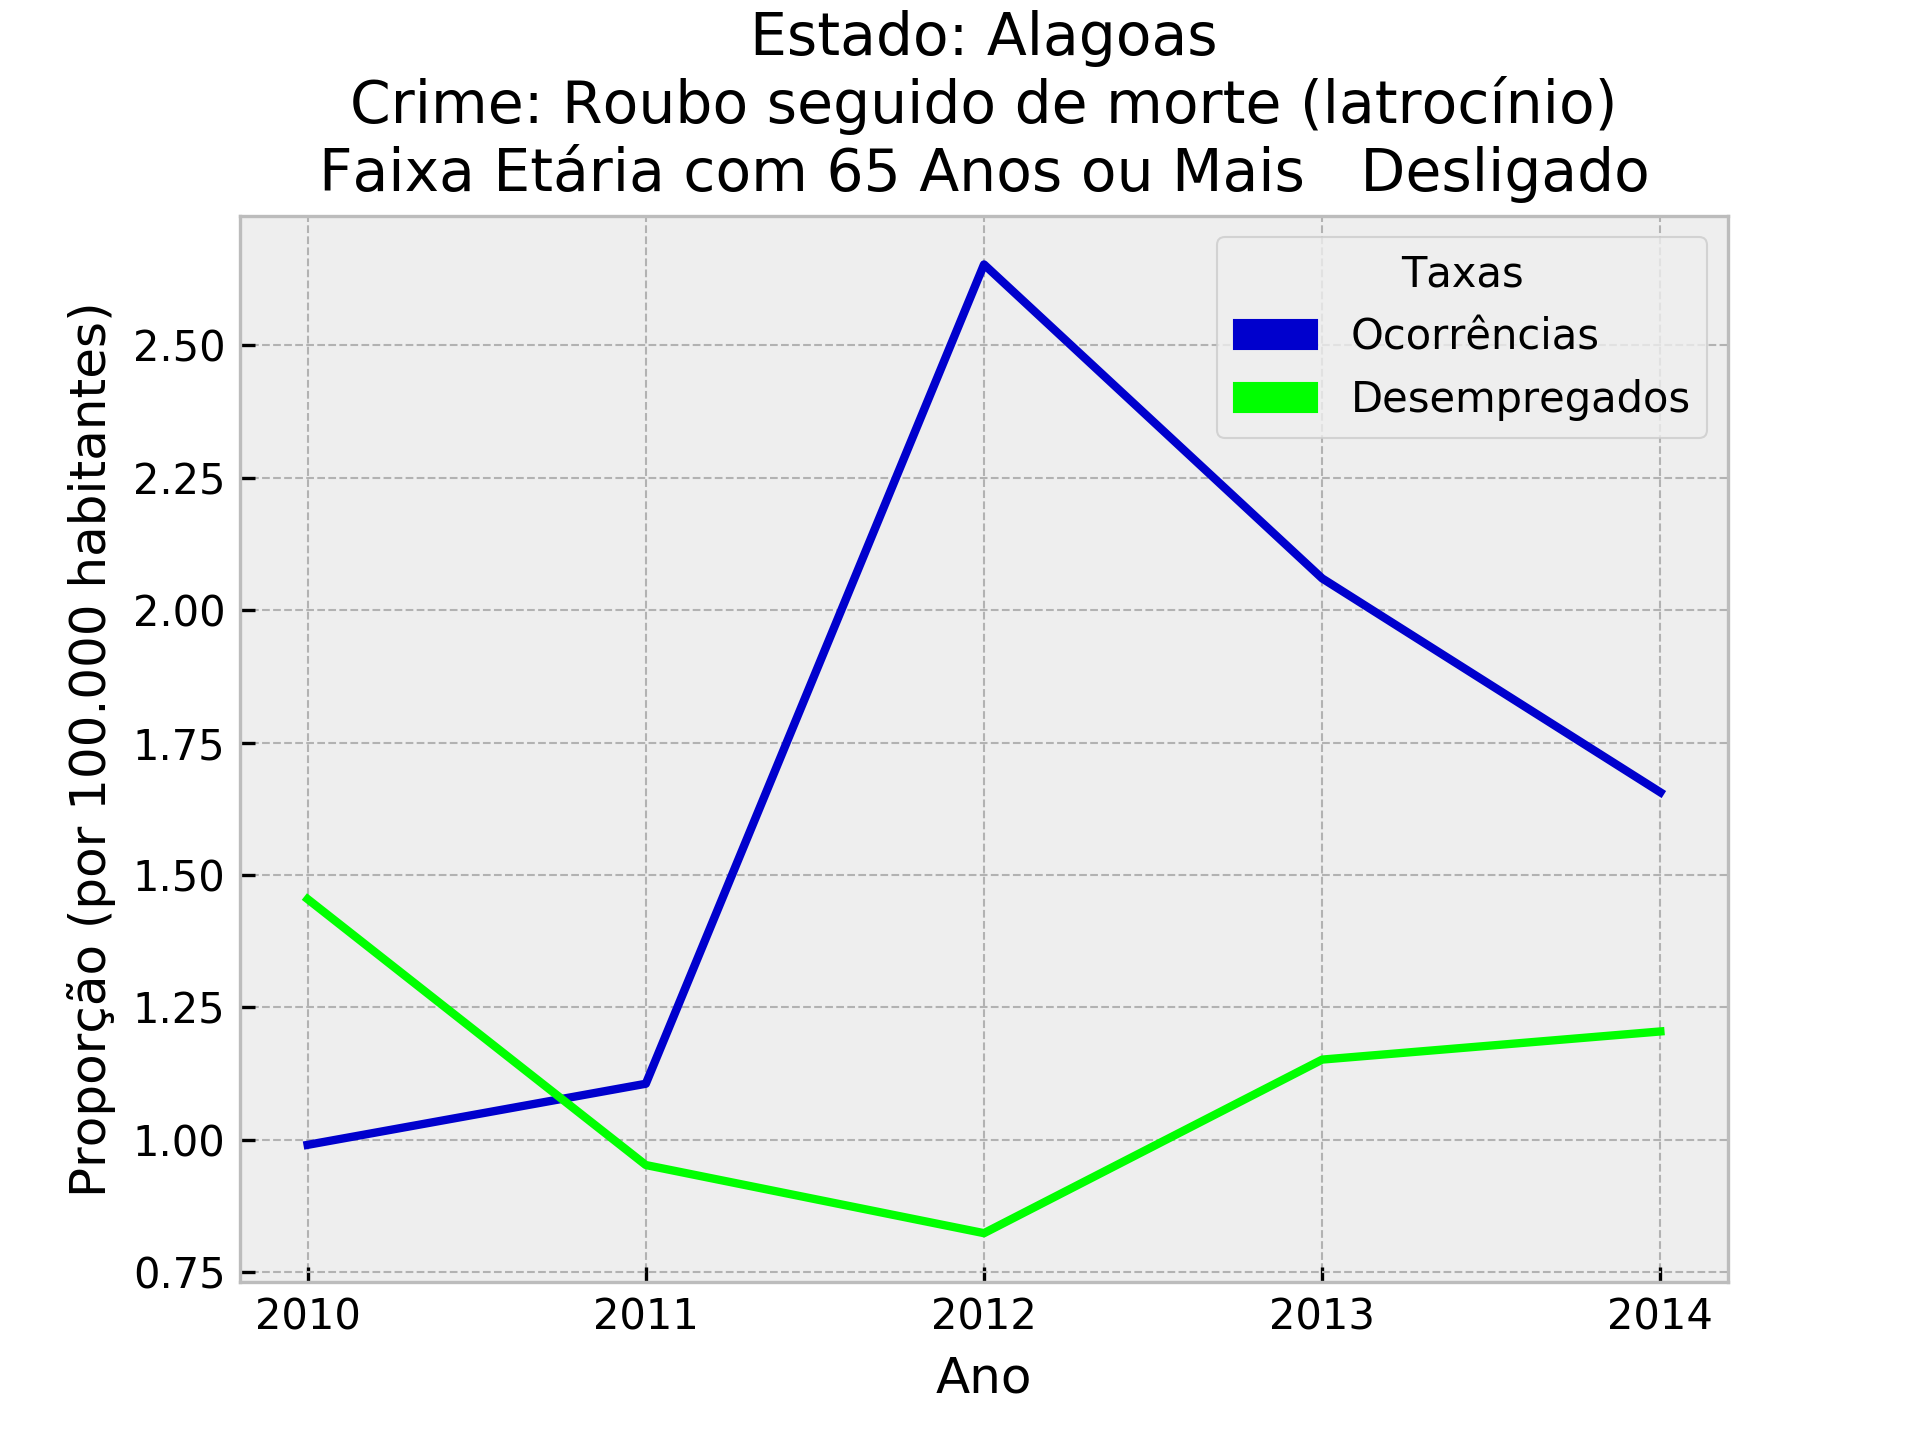 Estado: Alagoas
Crime: Roubo seguido de morte (latrocínio)
Faixa Etária com 65 Anos ou Mais   Desligado
Taxas
Ocorrências
Desempregados
Proporção (por 100.000 habitantes)
2.50
2.25
2.00
1.75
1.50
1.25
1.00
0.75
2010 2011 2012 2013 2014
Ano